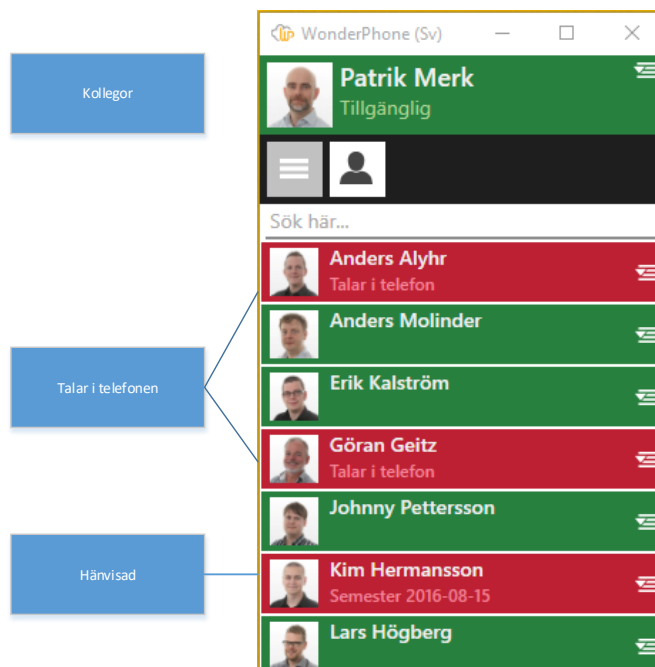 WonderPhone (Sv)
Kollegor
Patrik Merk
Tillgänglig
Sök här...
Anders Alyhr
Talar i telefon
Anders Molinder
Talar i telefonen
Erik Kalström
Göran Geitz
Talar i telefon
Johnny Pettersson
Hänvisad
Kim Hermansson
Semester 2016-08-15
Lars Högberg